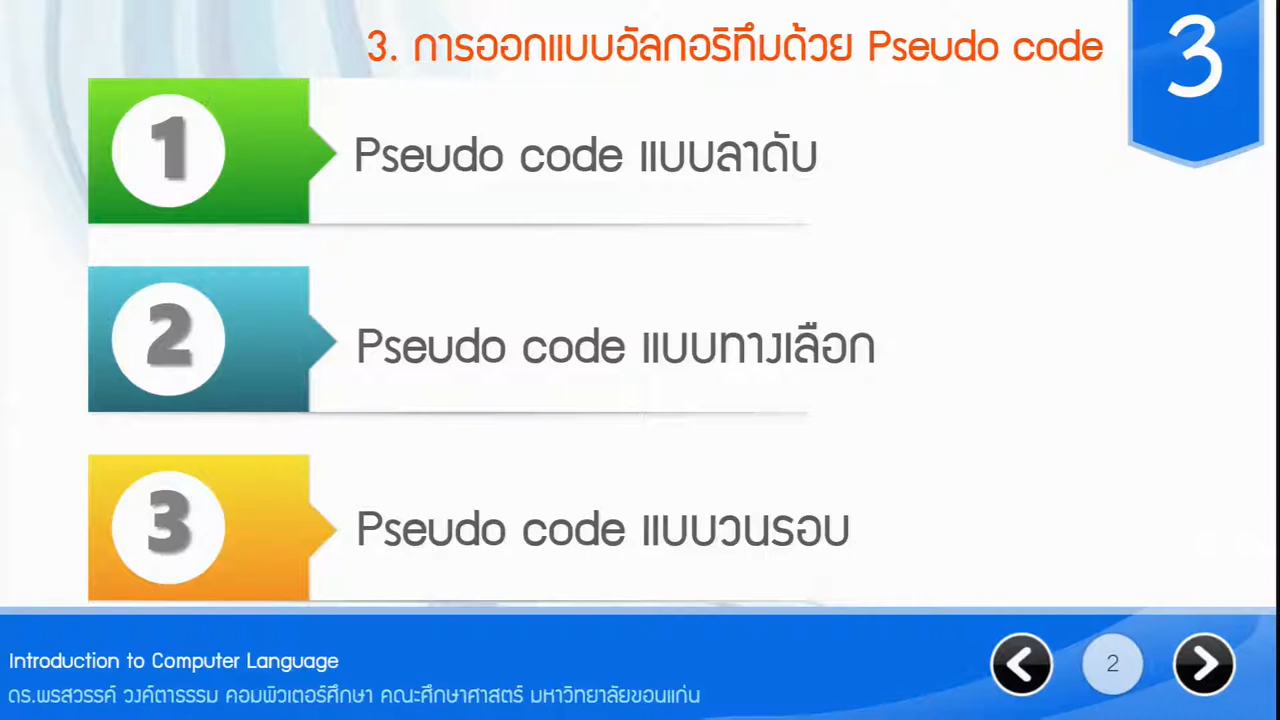 3. การออกแบบอัลกอริทึมด้วย Pseudo code
3
1
Pseudo code แบบลาดับ
2
Pseudo code แบบทางเลือก
3
Pseudo code แบบวนรอบ
Introduction to Computer Language
ดร.พรสวรรค์ วงค์ตาธรรม คอมพิวเตอร์ศึกษา คณะศึกษาศาสตร์ มหาวิทยาลัยขอนแก่น
2